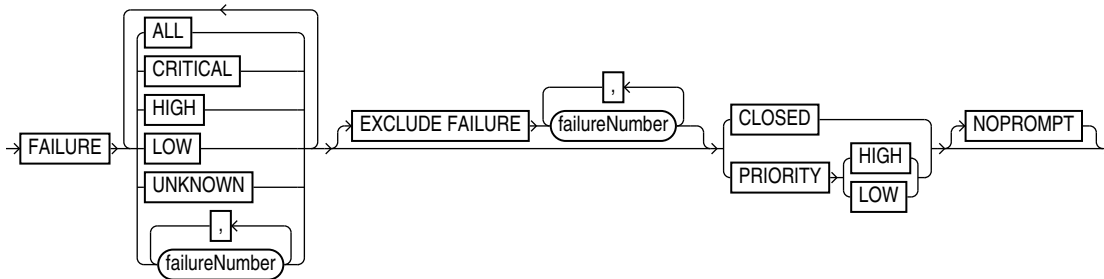 ALL
CRITICAL
HIGH
LOW
UNKNOWN
,
failureNumber
FAILURE
EXCLUDE FAILURE
,
failureNumber
CLOSED
PRIORITY
HIGH
LOW
NOPROMPT